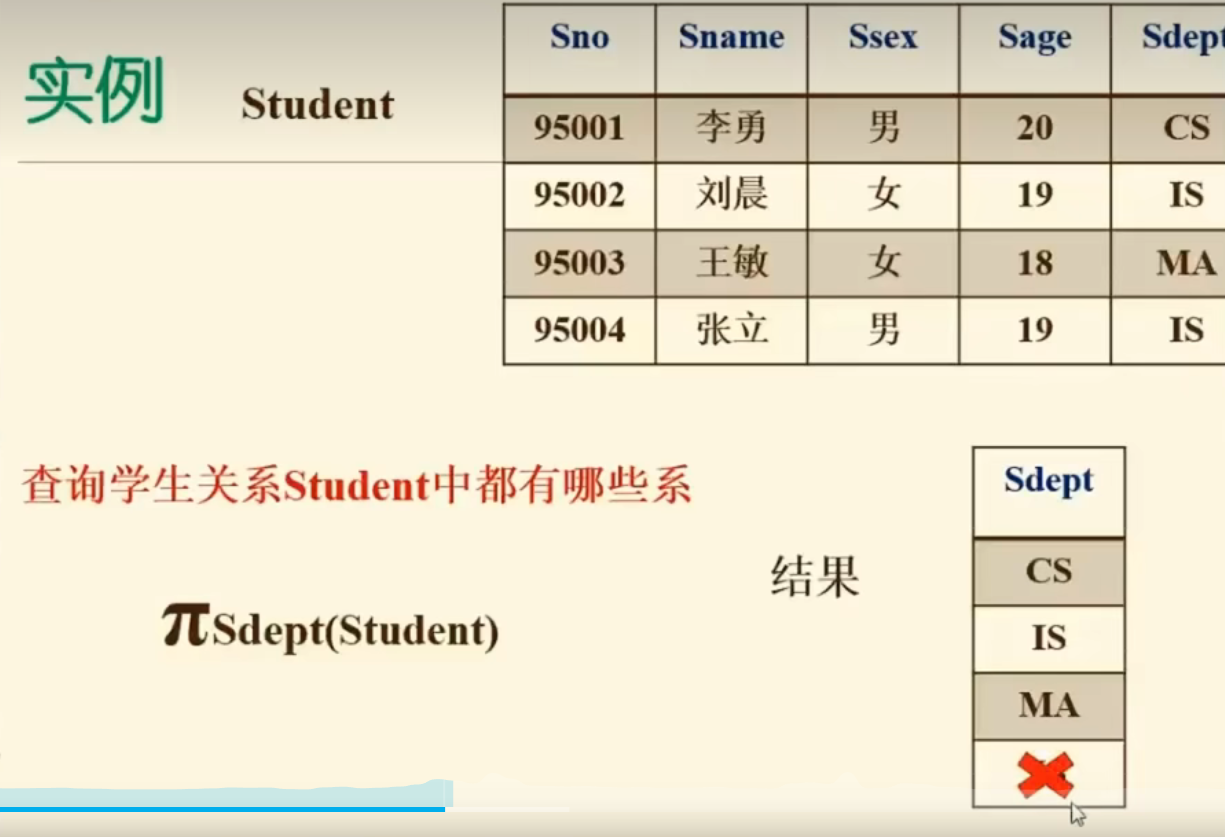 实例
Student
Sno Sname Ssex Sage Sdept
95001 李勇 男 20 CS
95002 刘晨 女 19 IS
95003 王敏 女 18 MA
95004 张立 男 19 IS
查询学生关系Student中都有哪些系
πSdept(Student)
结果
Sdept
CS
IS
MA